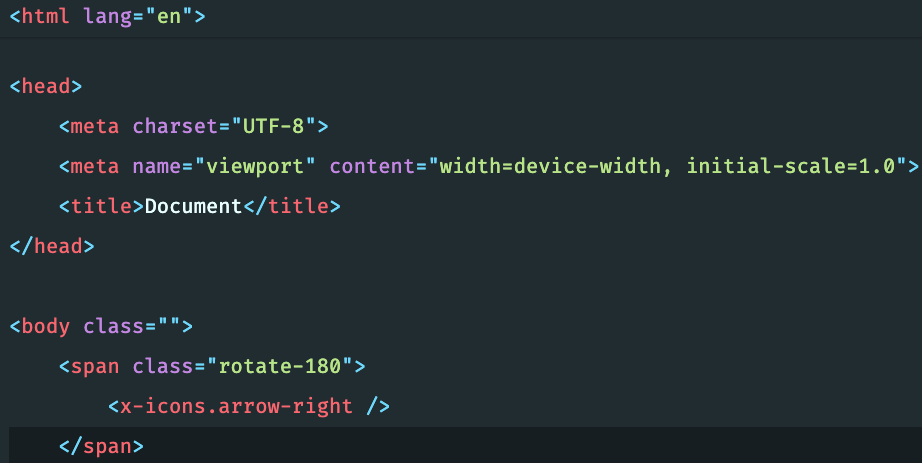 <html lang="en">
<head>
<meta charset="UTF-8">
<meta name="viewport" content="width=device-width, initial-scale=1.0">
<title>Document</title>
</head>
<body class="">
<span class="rotate-180">
<x-icons.arrow-right />
</span>